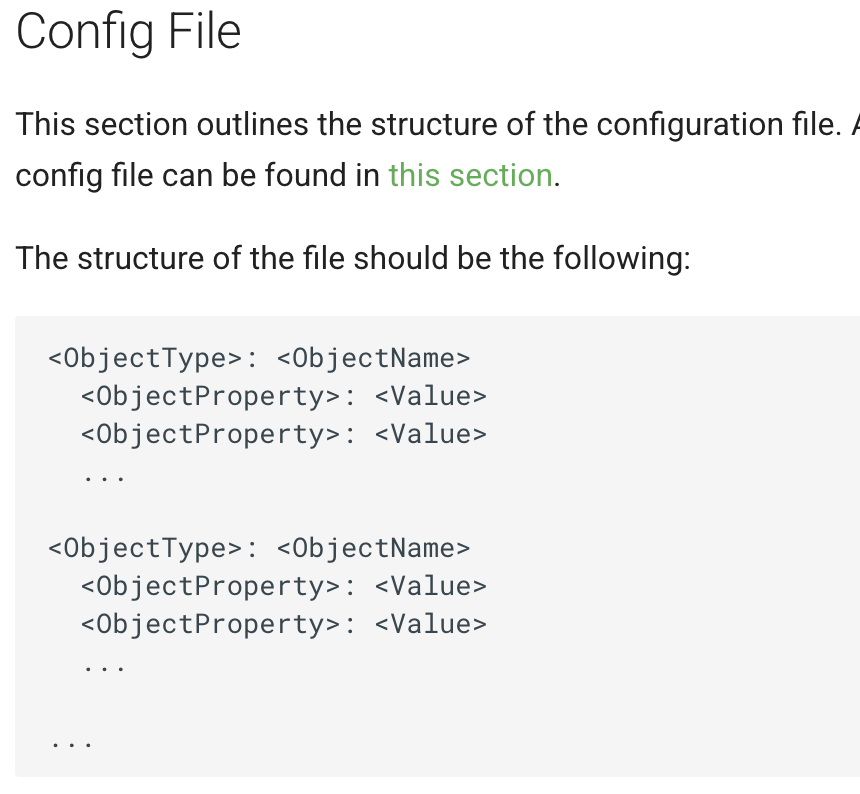 Config File
This section outlines the structure of the configuration file.
config file can be found in this section.
The structure of the file should be the following:
<ObjectType>: <ObjectName>
  <ObjectProperty>: <Value>
  <ObjectProperty>: <Value>
  ...
<ObjectType>: <ObjectName>
  <ObjectProperty>: <Value>
  <ObjectProperty>: <Value>
  ...
...